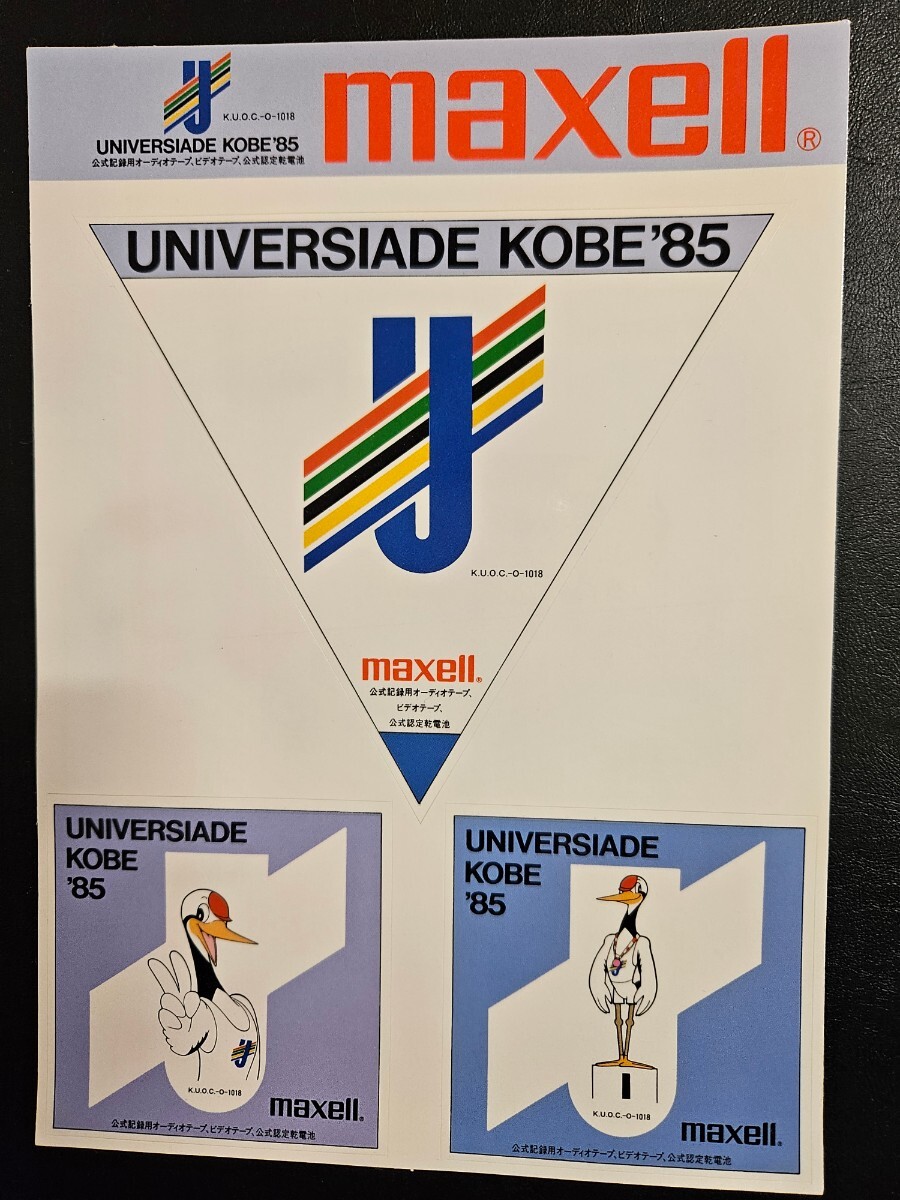 K.U.O.C.-O-1018
UNIVERSIADE KOBE'85
公式記録用オーディオテープ、ビデオテープ、公式認定乾電池
maxell®
UNIVERSIADE KOBE'85
K.U.O.C.-O-1018
maxell®
公式記録用オーディオテープ、
ビデオテープ、
公式認定乾電池
UNIVERSIADE
KOBE
'85
K.U.O.C.-O-1018
maxell®
公式記録用オーディオテープ、ビデオテープ、公式認定乾電池
UNIVERSIADE
KOBE
'85
1
K.U.O.C.-O-1018
maxell®
公式記録用オーディオテープ、ビデオテープ、公式認定乾電池